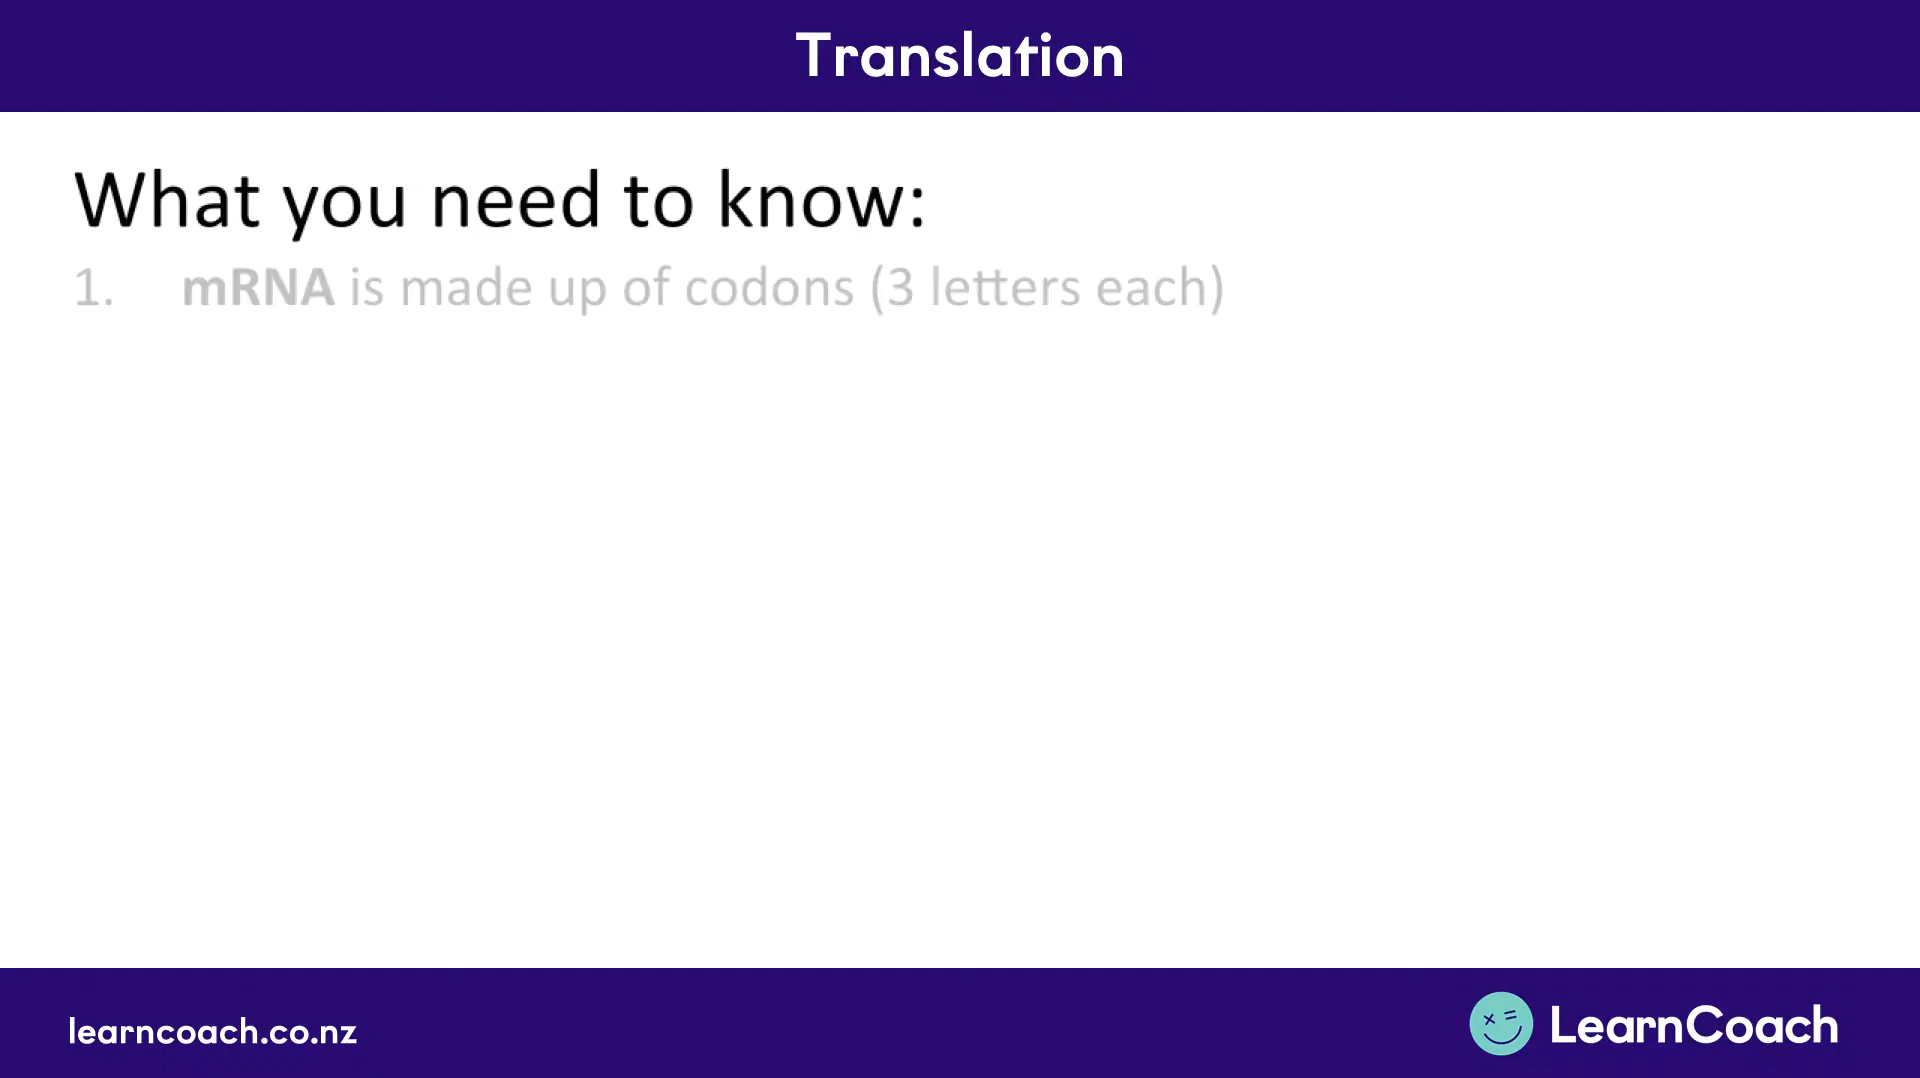 Translation
What you need to know:
1. mRNA is made up of codons (3 letters each)
learncoach.co.nz
LearnCoach